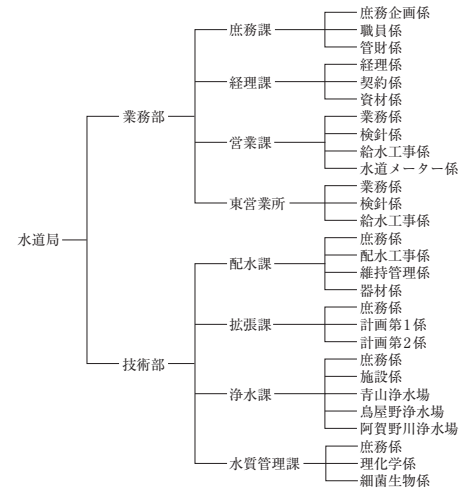 水道局
業務部
庶務課
庶務企画係
職員係
管財係
経理課
経理係
契約係
資材係
営業課
業務係
検針係
給水工事係
水道メーター係
東営業所
業務係
検針係
給水工事係
技術部
配水課
庶務係
配水工事係
維持管理係
器材係
拡張課
庶務係
計画第1係
計画第2係
浄水課
庶務係
施設係
青山浄水場
鳥屋野浄水場
阿賀野川浄水場
水質管理課
庶務係
理化学係
細菌生物係